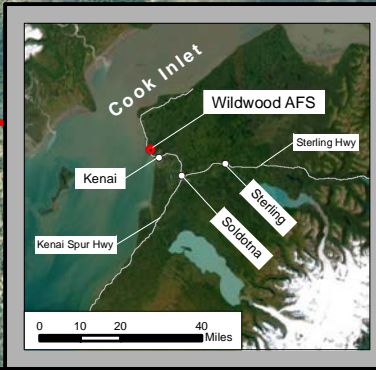 Cook Inlet
Wildwood AFS
Sterling Hwy
Kenai
Sterling
Soldotna
Kenai Spur Hwy
0 10 20 40
Miles